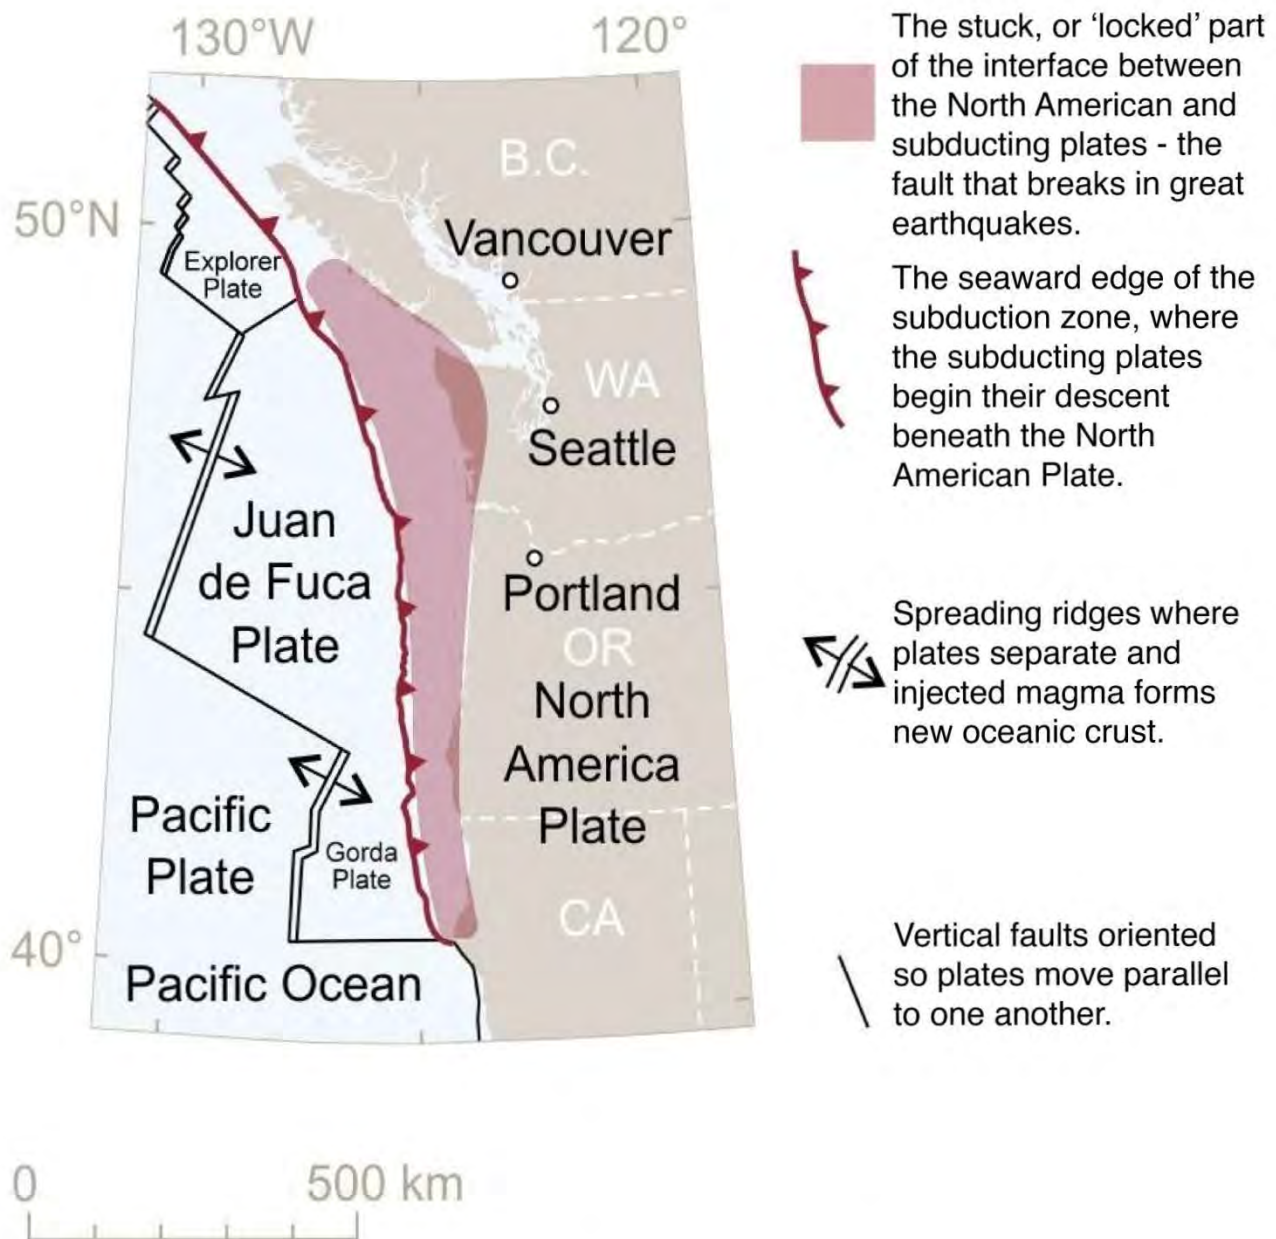 130°W
120°
50°N
40°
B.C.
Vancouver
Explorer
Plate
WA
Seattle
Juan
de Fuca
Plate
Portland
OR
North
America
Plate
Pacific
Plate
Gorda
Plate
CA
Pacific Ocean
0
500 km
The stuck, or ‘locked’ part
of the interface between
the North American and
subducting plates - the
fault that breaks in great
earthquakes.
The seaward edge of the
subduction zone, where
the subducting plates
begin their descent
beneath the North
American Plate.
Spreading ridges where
plates separate and
injected magma forms
new oceanic crust.
Vertical faults oriented
so plates move parallel
to one another.